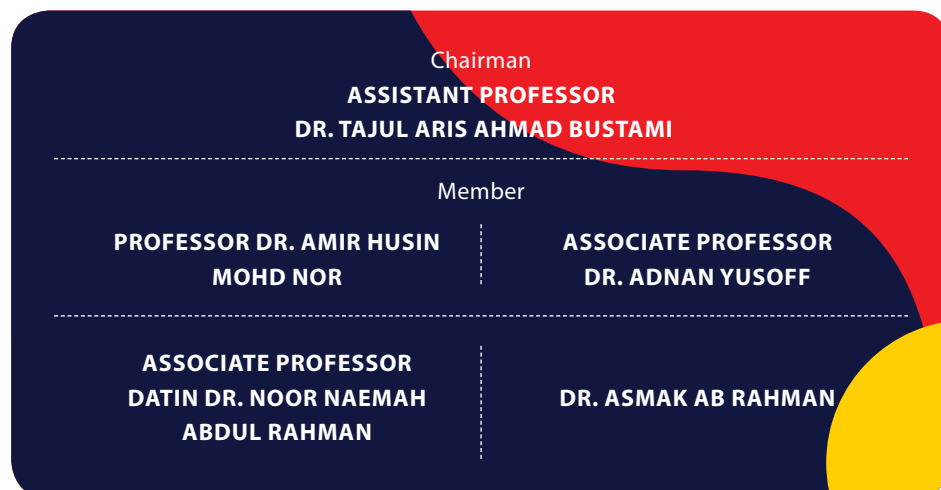 Chairman
ASSISTANT PROFESSOR
DR. TAJUL ARIS AHMAD BUSTAMI
Member
PROFESSOR DR. AMIR HUSIN
MOHD NOR
ASSOCIATE PROFESSOR
DR. ADNAN YUSOFF
ASSOCIATE PROFESSOR
DATIN DR. NOOR NAEMAH
ABDUL RAHMAN
DR. ASMAK AB RAHMAN